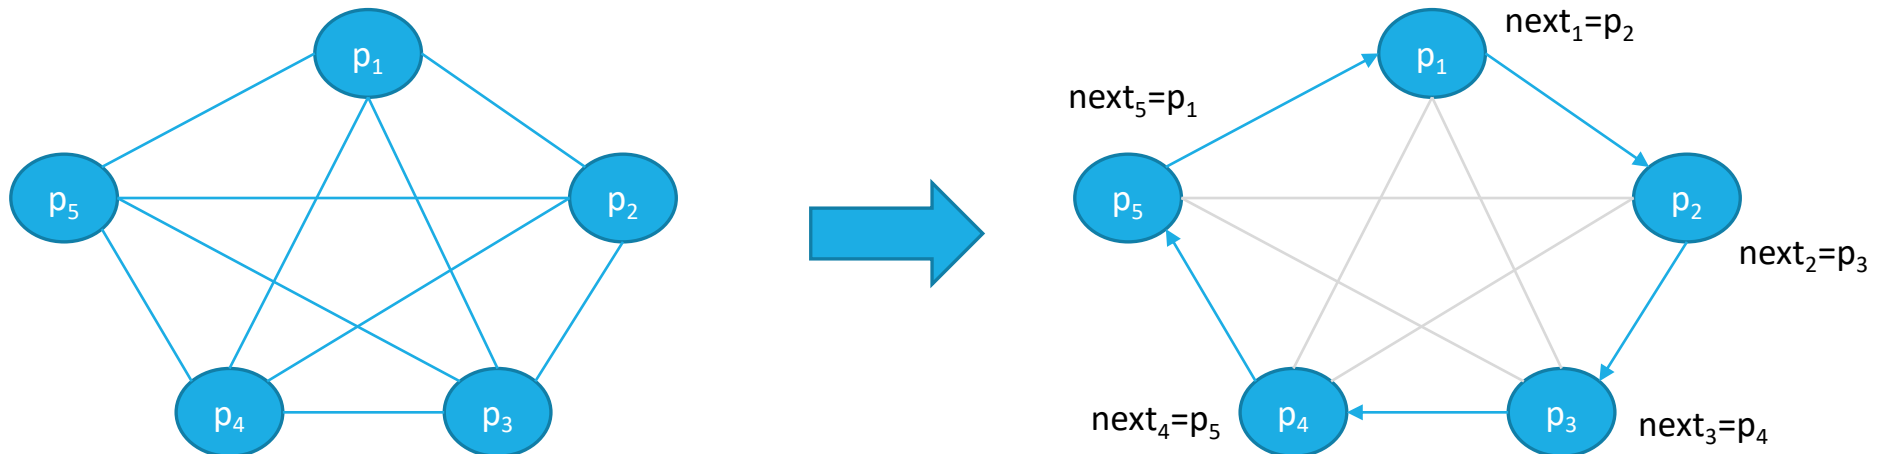 p₁
p₅
p₂
p₄
p₃
next₁=p₂
p₁
next₅=p₁
p₅
p₂
next₂=p₃
next₄=p₅
p₄
p₃
next₃=p₄